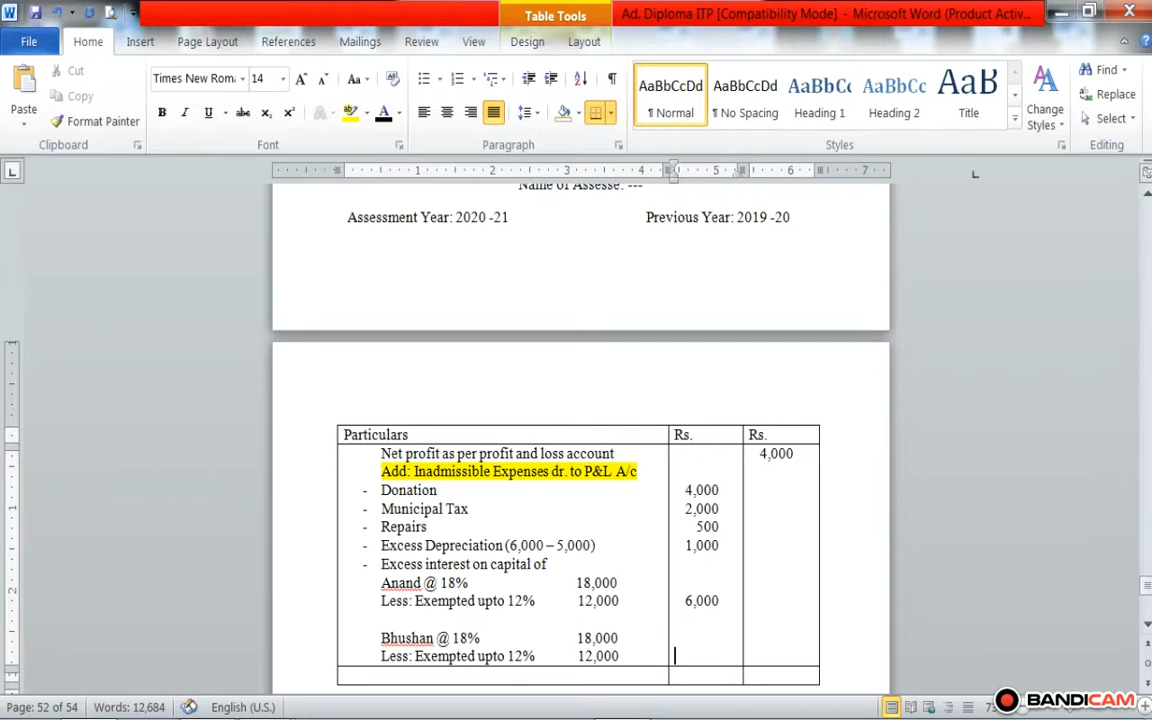 Table Tools
Ad. Diploma ITP [Compatibility Mode] - Microsoft Word (Product Activ...
File Home Insert Page Layout References Mailings Review View Design Layout
Cut
Copy
Format Painter
Paste
Clipboard
Times New Rom 14
Font
Paragraph
AaBbCcDd AaBbCcDd AaBbCc AaBbCc AaB
¶ Normal ¶ No Spacing Heading 1 Heading 2 Title
Change Styles
Styles
Find
Replace
Select
Editing
Name of Assesse: ---
Assessment Year: 2020 -21 Previous Year: 2019 -20
Particulars Rs. Rs.
Net profit as per profit and loss account 4,000
Add: Inadmissible Expenses dr. to P&L A/c
- Donation 4,000
- Municipal Tax 2,000
- Repairs 500
- Excess Depreciation (6,000 – 5,000) 1,000
- Excess interest on capital of
Anand @ 18% 18,000
Less: Exempted upto 12% 12,000 6,000
Bhushan @ 18% 18,000
Less: Exempted upto 12% 12,000
Page: 52 of 54 Words: 12,684 English (U.S.)
BANDICAM